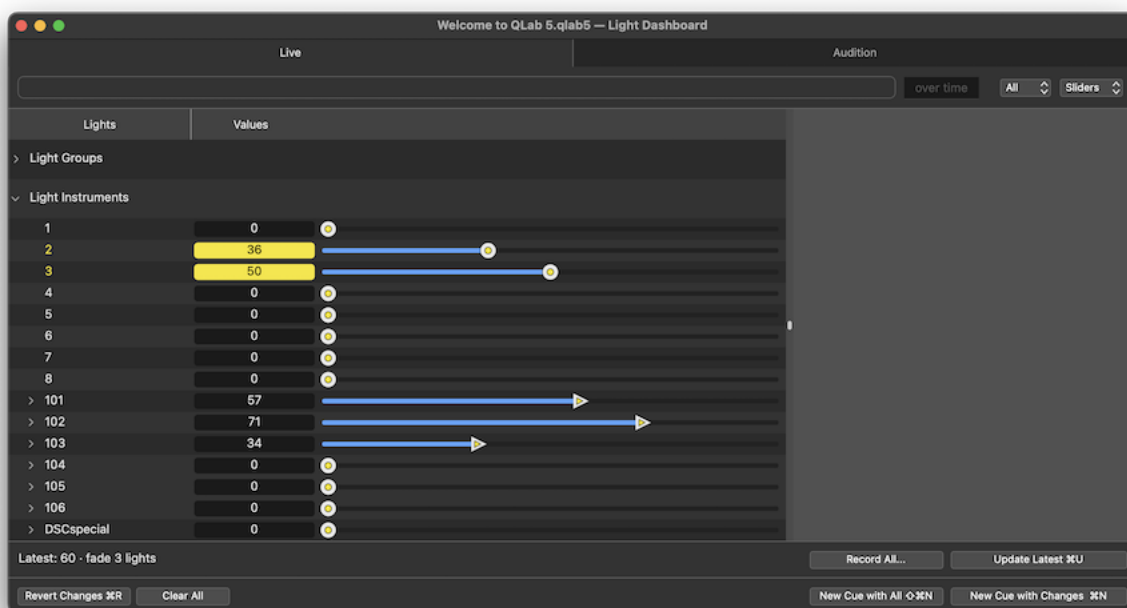 Welcome to QLab 5.qlab5 — Light Dashboard
Live Audition
over time All Sliders
Lights Values
Light Groups
Light Instruments
1 0
2 36
3 50
4 0
5 0
6 0
7 0
8 0
101 57
102 71
103 34
104 0
105 0
106 0
DSCspecial 0
Latest: 60 · fade 3 lights Record All... Update Latest ⌘U
Revert Changes ⌘R Clear All New Cue with All ⇧⌘N New Cue with Changes ⌘N